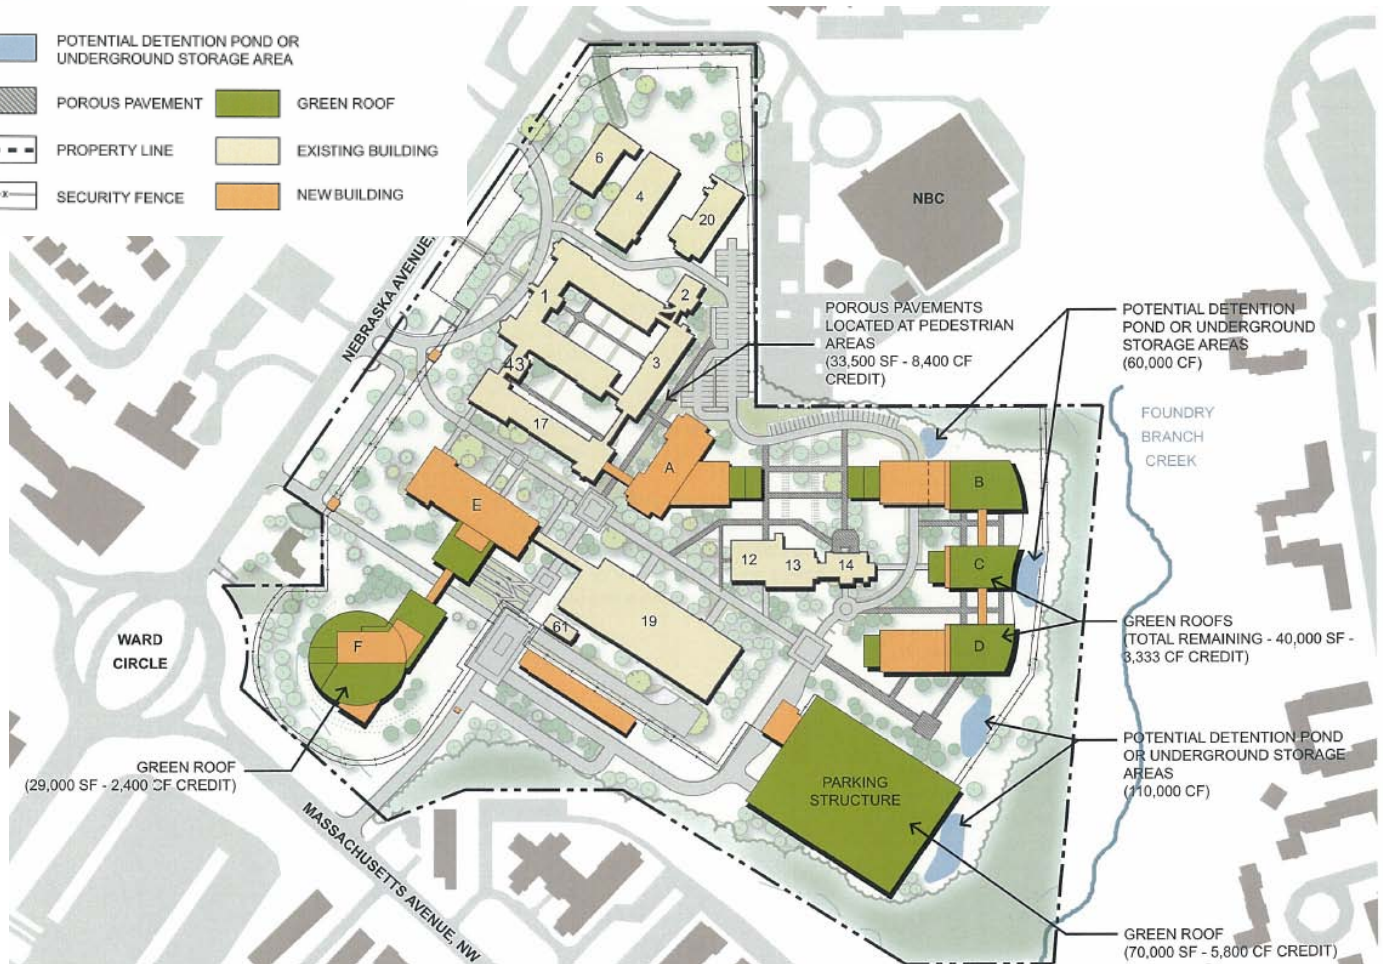 POTENTIAL DETENTION POND OR
UNDERGROUND STORAGE AREA
POROUS PAVEMENT
GREEN ROOF
PROPERTY LINE
EXISTING BUILDING
SECURITY FENCE
NEW BUILDING
x
6
4
20
NBC
NEBRASKA AVENUE,
1
2
3
43
17
POROUS PAVEMENTS
LOCATED AT PEDESTRIAN
AREAS
(33,500 SF - 8,400 CF
CREDIT)
POTENTIAL DETENTION
POND OR UNDERGROUND
STORAGE AREAS
(60,000 CF)
FOUNDRY
BRANCH
CREEK
A
B
E
12
13
14
C
GREEN ROOFS
(TOTAL REMAINING - 40,000 SF -
3,333 CF CREDIT)
61
19
D
WARD
CIRCLE
F
POTENTIAL DETENTION POND
OR UNDERGROUND STORAGE
AREAS
(110,000 CF)
GREEN ROOF
(29,000 SF - 2,400 CF CREDIT)
PARKING
STRUCTURE
MASSACHUSETTS AVENUE, NW
GREEN ROOF
(70,000 SF - 5,800 CF CREDIT)